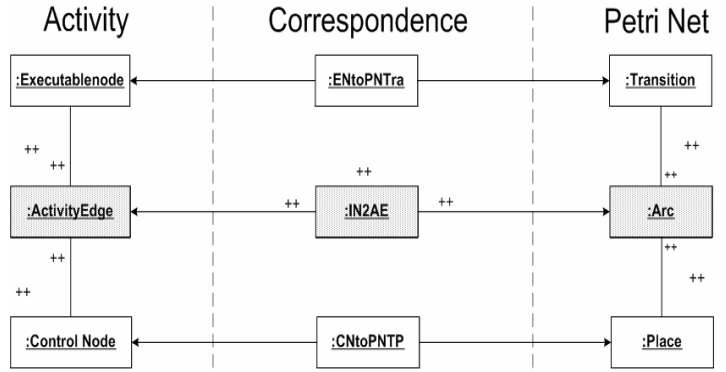 Activity Correspondence Petri Net
:Executablenode :ENtoPNTra :Transition
++ ++
++ ++ ++
:ActivityEdge ++ :IN2AE ++ :Arc
++ ++
++ ++
:Control Node :CNtoPNTP :Place